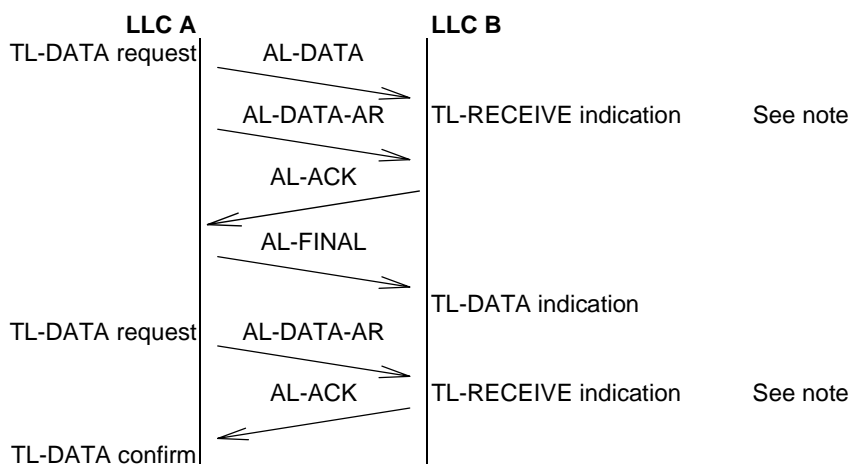 LLC A LLC B
TL-DATA request AL-DATA
AL-DATA-AR TL-RECEIVE indication See note
AL-ACK
AL-FINAL
TL-DATA indication
TL-DATA request AL-DATA-AR
AL-ACK TL-RECEIVE indication See note
TL-DATA confirm